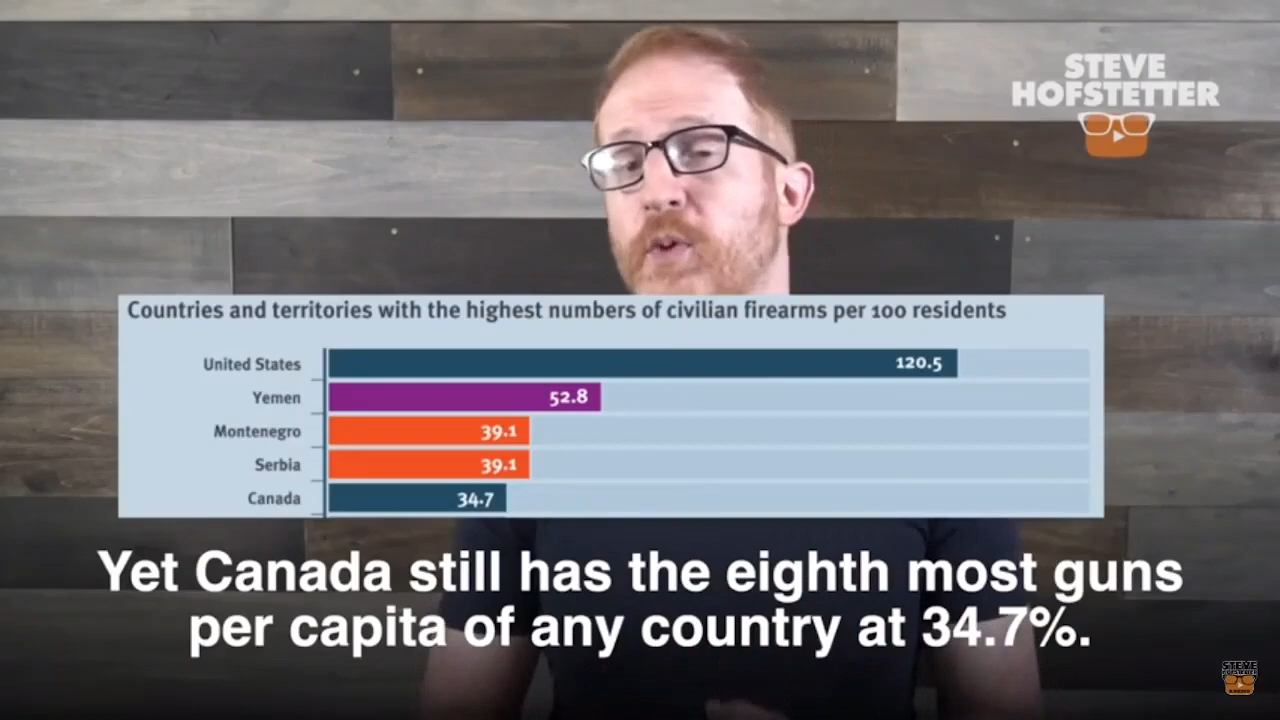 STEVE
HOFSTETTER
Countries and territories with the highest numbers of civilian firearms per 100 residents
United States 120.5
Yemen 52.8
Montenegro 39.1
Serbia 39.1
Canada 34.7
Yet Canada still has the eighth most guns
per capita of any country at 34.7%.
STEVE
HOFSTETTER